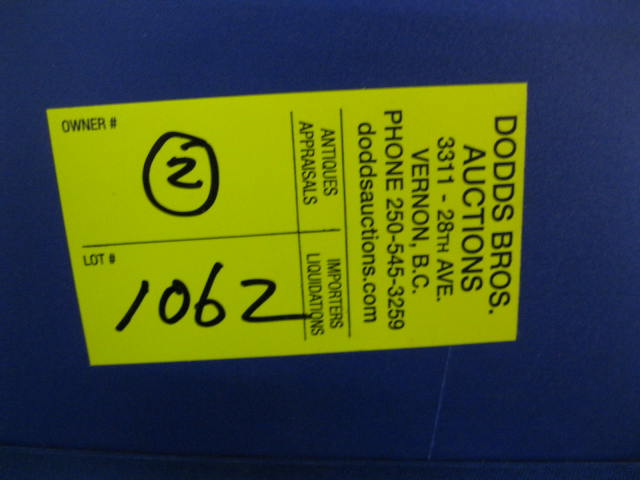 DODDS BROS.
AUCTIONS
3311 - 28TH AVE.
VERNON, B.C.
PHONE 250-545-3259
doddsauctions.com
ANTIQUES
APPRAISALS
IMPORTERS
LIQUIDATIONS
OWNER #
2
LOT #
1062